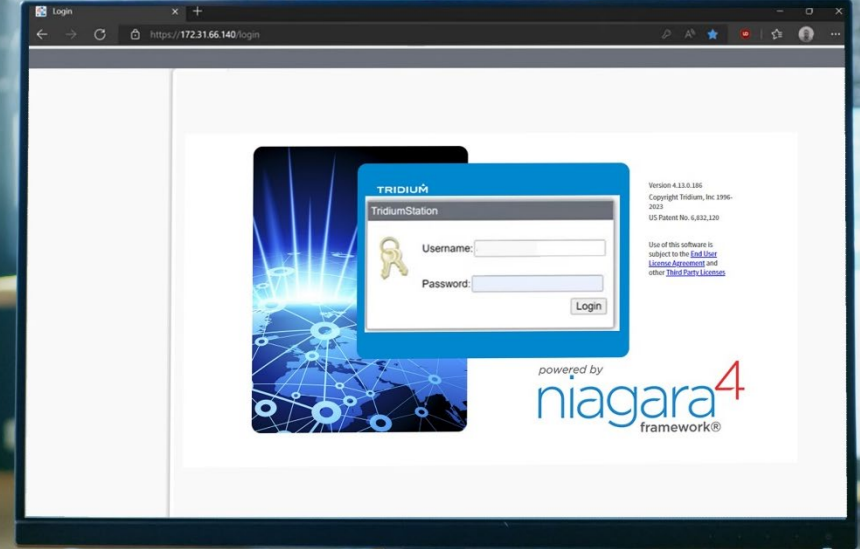 Login
https://172.31.66.140/login
TRIDIUM
TridiumStation
Username:
Password:
Login
Version 4.13.0.186
Copyright Tridium, Inc 1996-
2023
US Patent No. 6,832,120
Use of this software is
subject to the End User
License Agreement and
other Third Party Licenses
powered by
niagara4
framework®